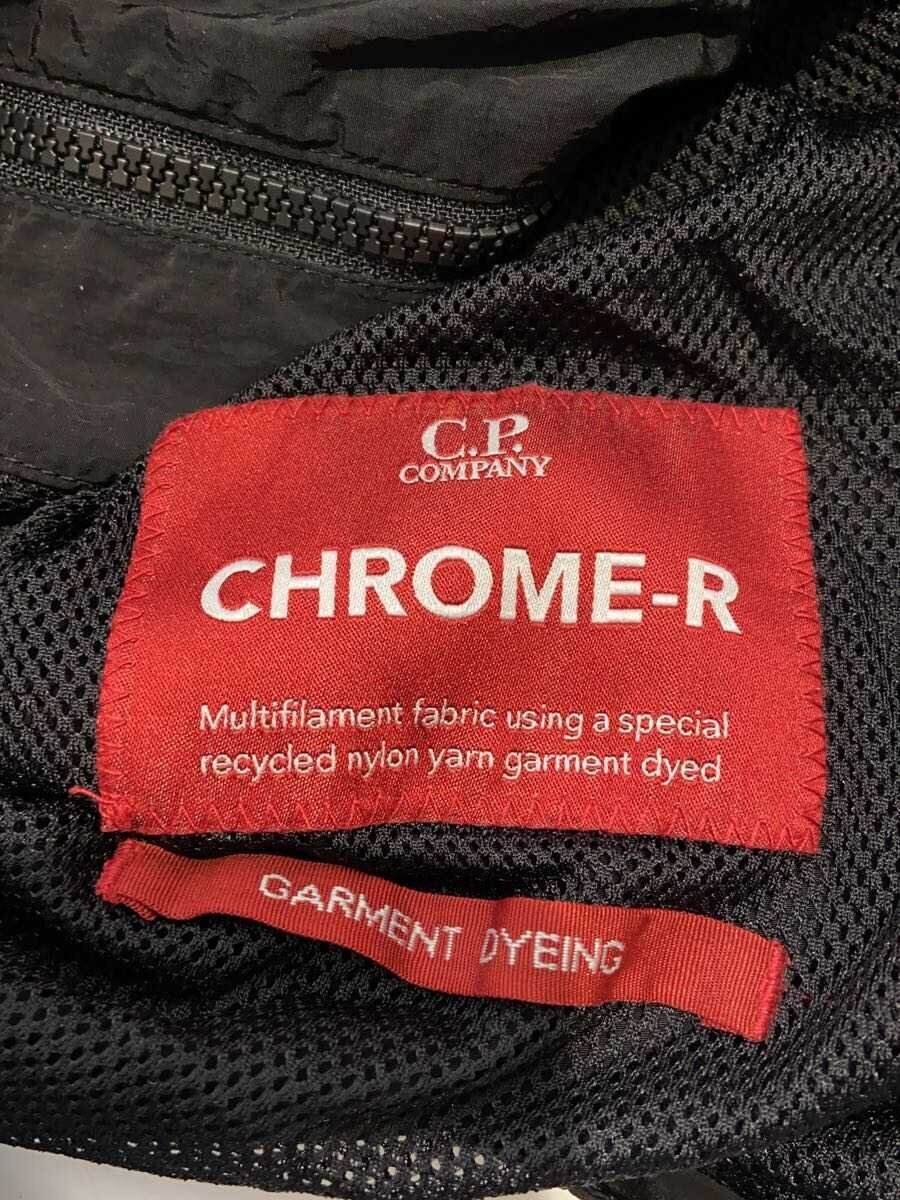 C.P.
COMPANY
CHROME-R
Multifilament fabric using a special
recycled nylon yarn garment dyed
GARMENT DYEING